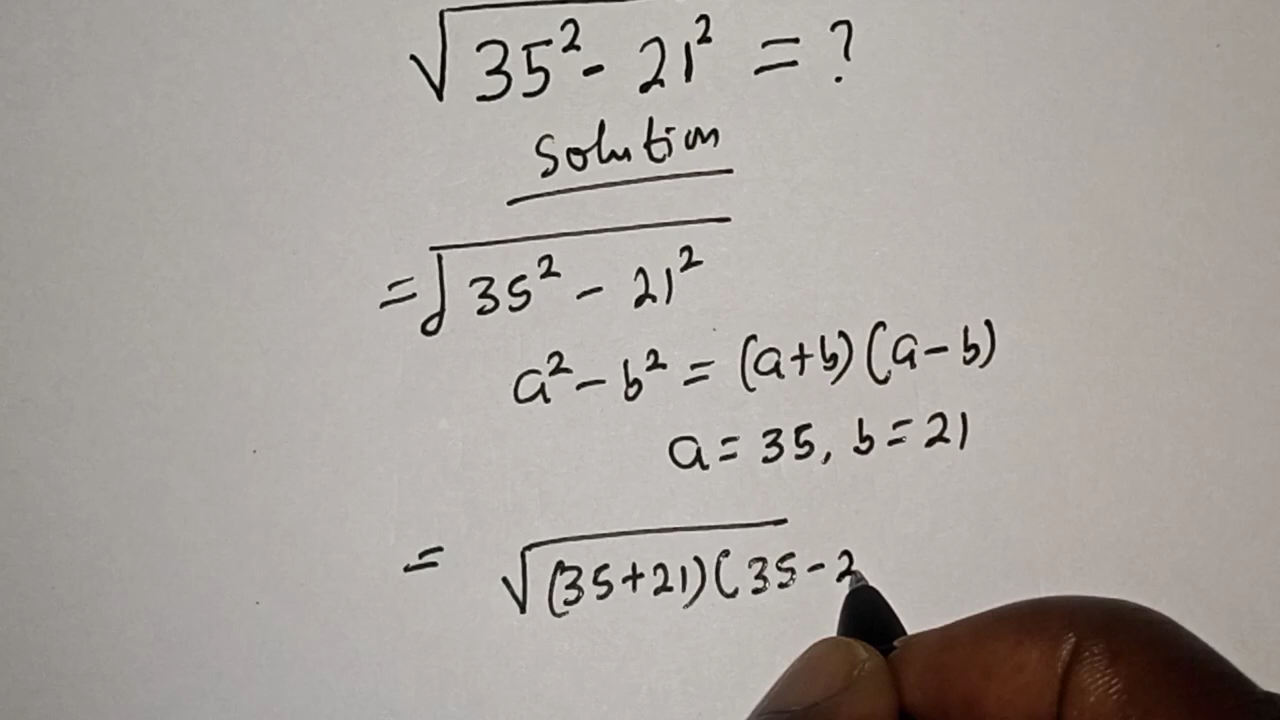 √35² - 21² = ?
Solution
= √35² - 21²
a² - b² = (a+b)(a-b)
a = 35, b = 21
= √(35+21)(35-2